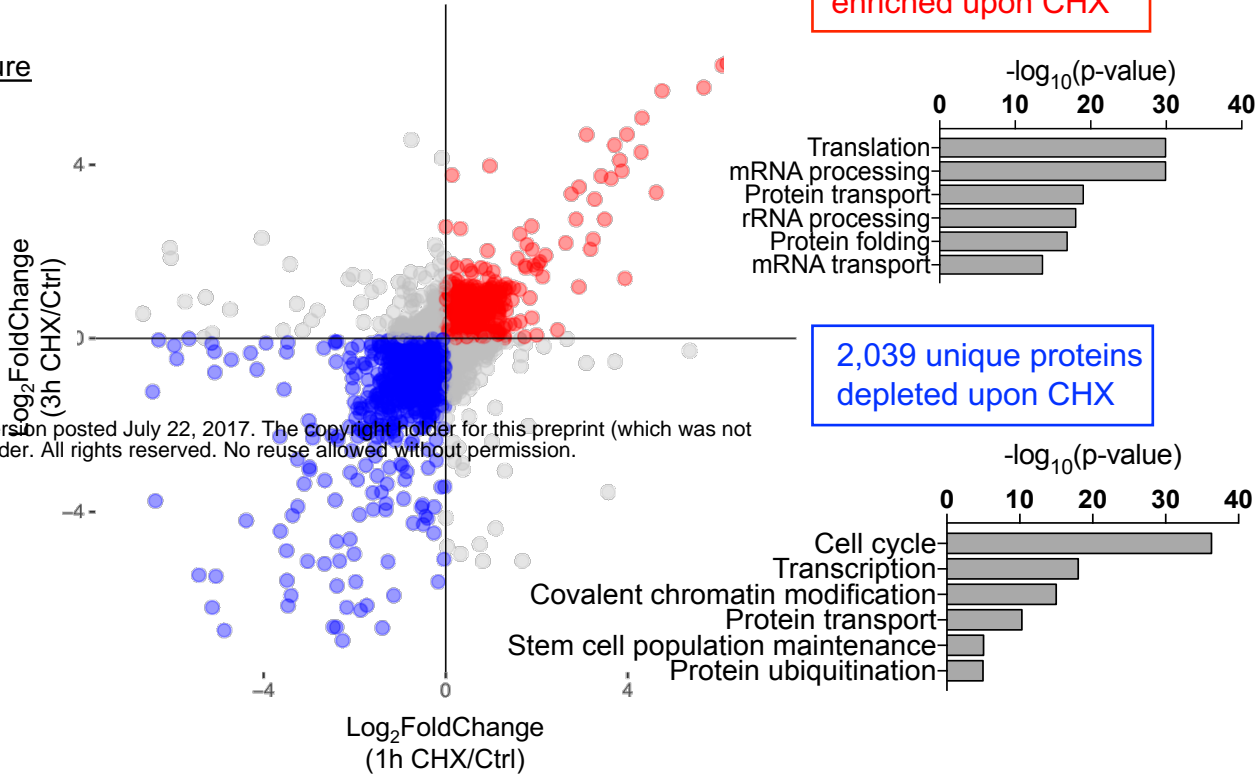 enriched upon CHX
-log10(p-value)
0 10 20 30 40
Translation
mRNA processing
Protein transport
rRNA processing
Protein folding
mRNA transport
4
0
-4
Log2FoldChange
(3h CHX/Ctrl)
-4 0 4
Log2FoldChange
(1h CHX/Ctrl)
posted July 22, 2017. The copyright holder for this preprint (which was not
All rights reserved. No reuse allowed without permission.
2,039 unique proteins
depleted upon CHX
-log10(p-value)
0 10 20 30 40
Cell cycle
Transcription
Covalent chromatin modification
Protein transport
Stem cell population maintenance
Protein ubiquitination